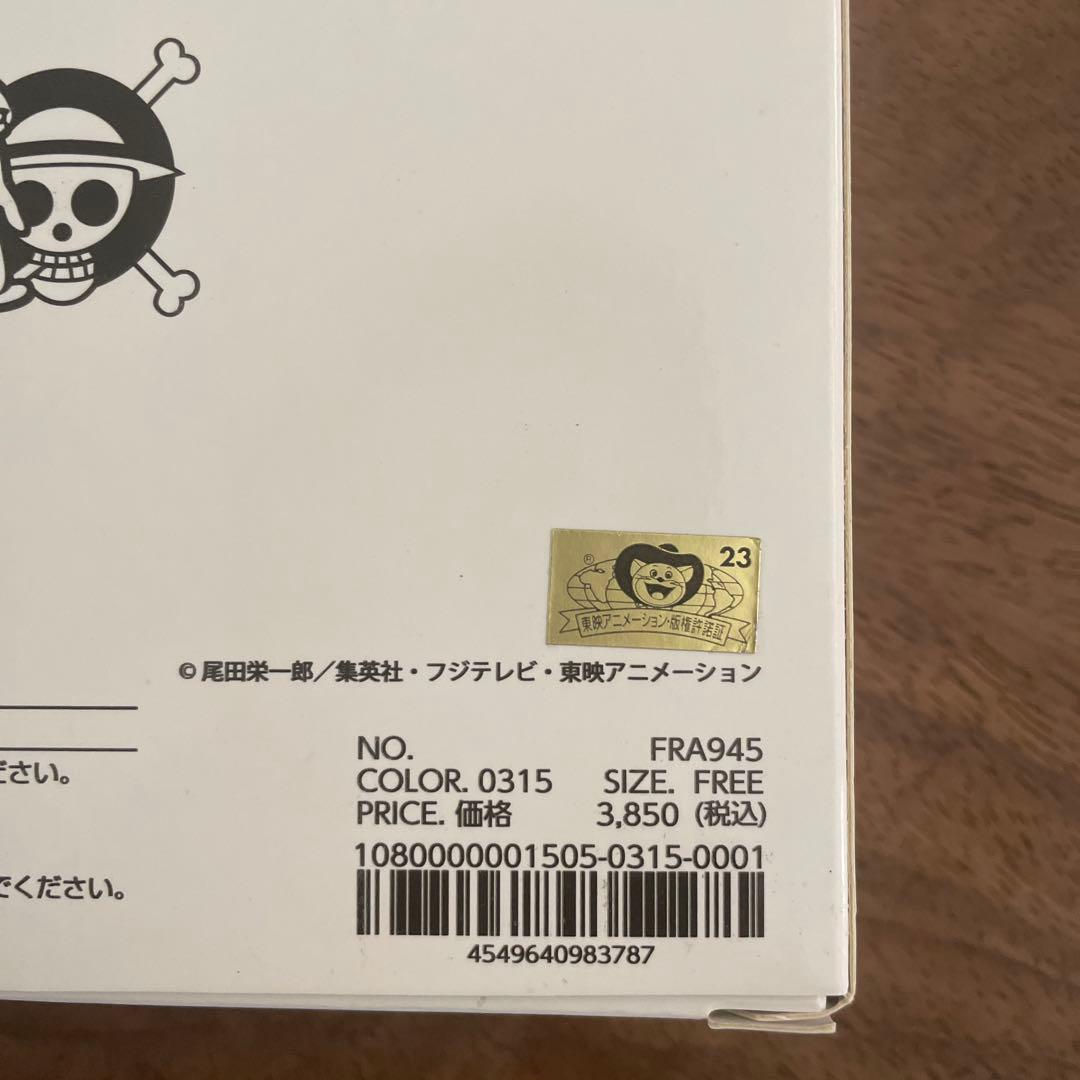 23
®
東映アニメーション・版権許諾証
© 尾田栄一郎／集英社・フジテレビ・東映アニメーション
ださい。
でください。
NO. FRA945
COLOR. 0315 SIZE. FREE
PRICE. 価格 3,850 (税込)
1080000001505-0315-0001
4549640983787